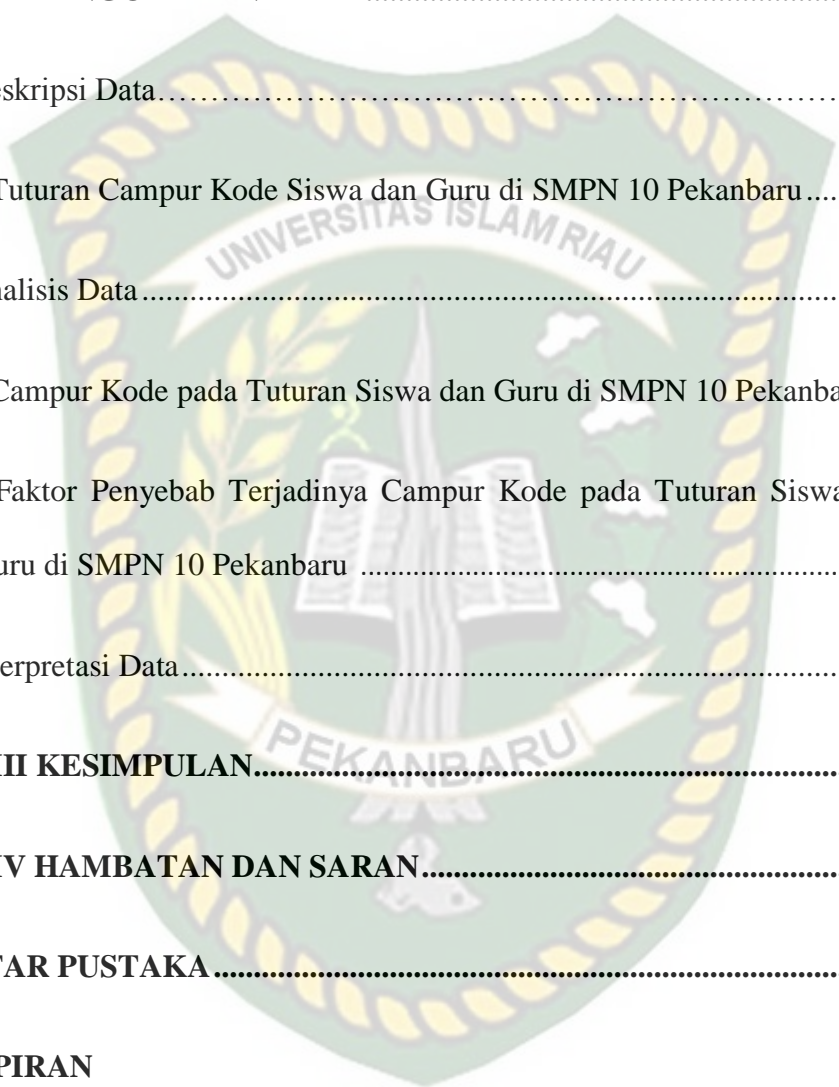 eskripsi Data……………………………………………………
Tuturan Campur Kode Siswa dan Guru di SMPN 10 Pekanbaru.....
UNIVERSITAS ISLAM RIAU
nalisis Data.....................................................................................
Campur Kode pada Tuturan Siswa dan Guru di SMPN 10 Pekanba
Faktor Penyebab Terjadinya Campur Kode pada Tuturan Siswa
uru di SMPN 10 Pekanbaru ..........................................................
erpretasi Data................................................................................
PEKANBARU
III KESIMPULAN........................................................................
IV HAMBATAN DAN SARAN....................................................
TAR PUSTAKA............................................................................
PIRAN